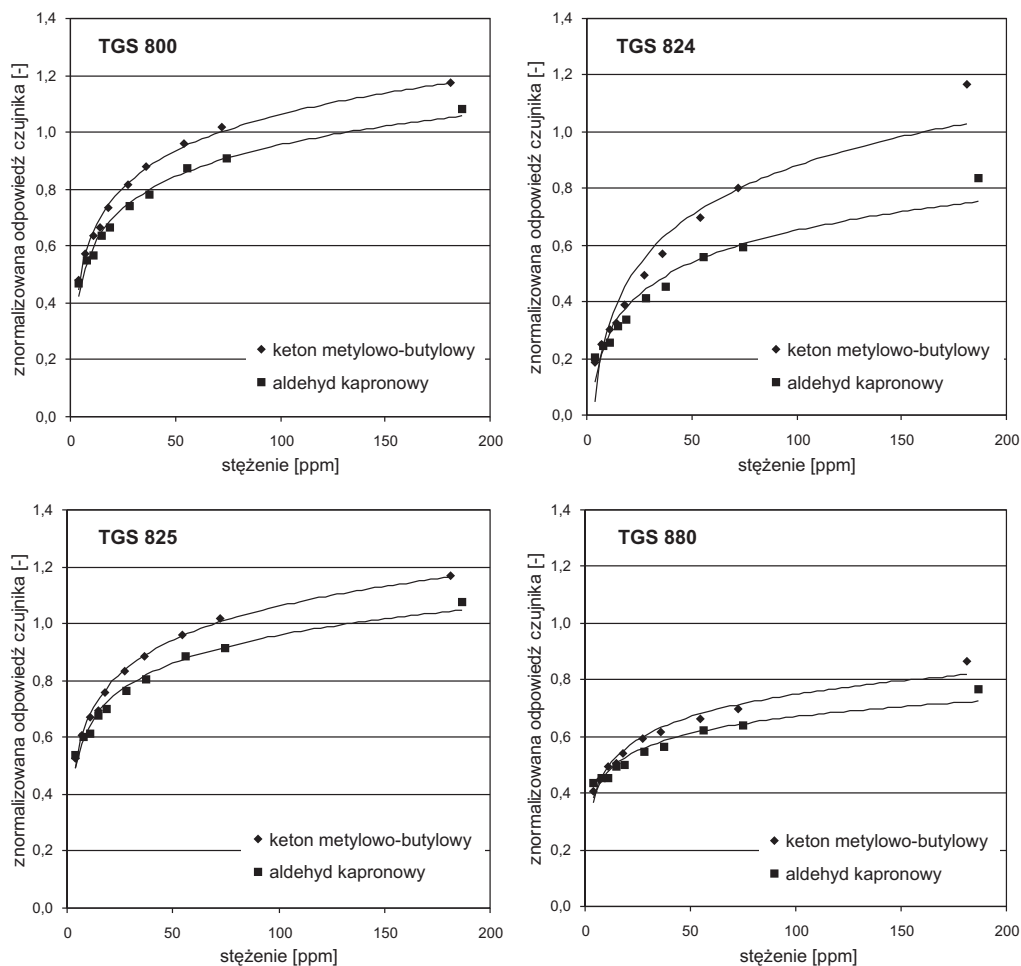 TGS 800
znormalizowana odpowiedź czujnika [-]
1,4
1,2
1,0
0,8
0,6
0,4
0,2
0,0
keton metylowo-butylowy
aldehyd kapronowy
0 50 100 150 200
stężenie [ppm]
TGS 824
znormalizowana odpowiedź czujnika [-]
1,4
1,2
1,0
0,8
0,6
0,4
0,2
0,0
keton metylowo-butylowy
aldehyd kapronowy
0 50 100 150 200
stężenie [ppm]
TGS 825
znormalizowana odpowiedź czujnika [-]
1,4
1,2
1,0
0,8
0,6
0,4
0,2
0,0
keton metylowo-butylowy
aldehyd kapronowy
0 50 100 150 200
stężenie [ppm]
TGS 880
znormalizowana odpowiedź czujnika [-]
1,4
1,2
1,0
0,8
0,6
0,4
0,2
0,0
keton metylowo-butylowy
aldehyd kapronowy
0 50 100 150 200
stężenie [ppm]